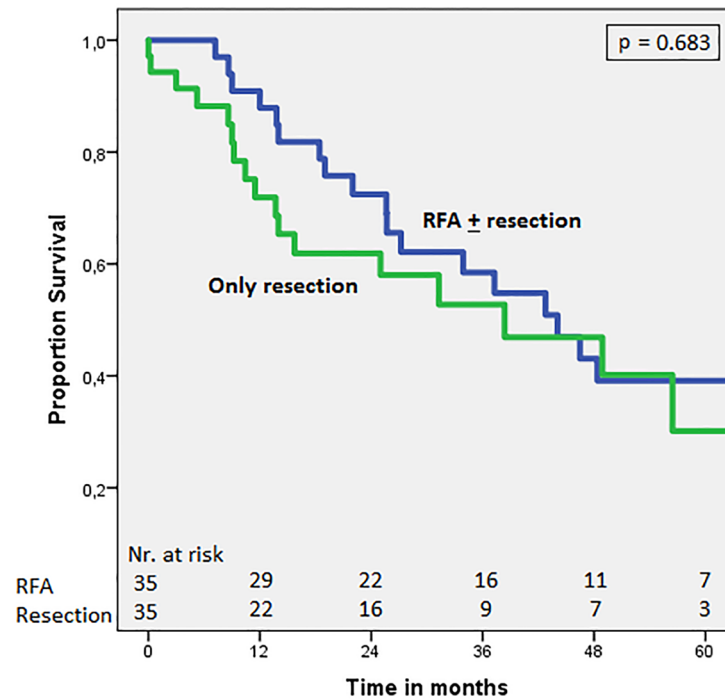 1,0
p = 0.683
0,8
RFA ± resection
0,6
Only resection
Proportion Survival
0,4
0,2
Nr. at risk
RFA 35 29 22 16 11 7
Resection 35 22 16 9 7 3
0 12 24 36 48 60
Time in months